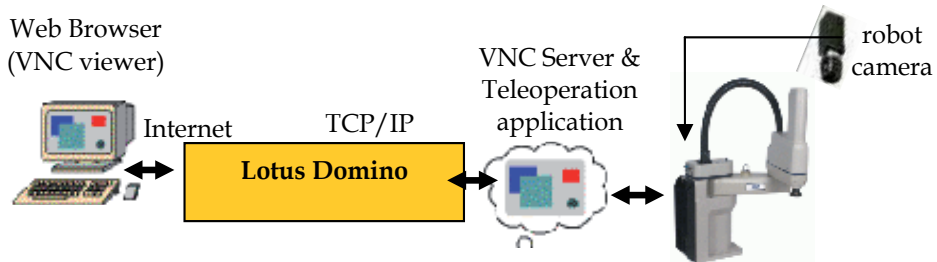 Web Browser
(VNC viewer)
Internet
TCP/IP
Lotus Domino
VNC Server &
Teleoperation
application
robot
camera